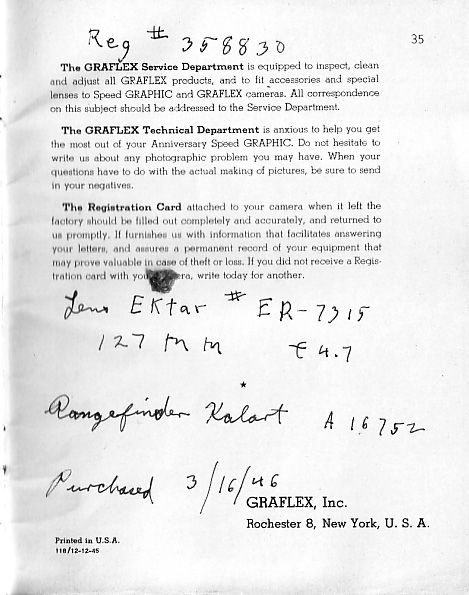 Reg # 358830
35
The GRAFLEX Service Department is equipped to inspect, clean
and adjust all GRAFLEX products, and to fit accessories and special
lenses to Speed GRAPHIC and GRAFLEX cameras. All correspondence
on this subject should be addressed to the Service Department.
The GRAFLEX Technical Department is anxious to help you get
the most out of your Anniversary Speed GRAPHIC. Do not hesitate to
write us about any photographic problem you may have. When your
questions have to do with the actual making of pictures, be sure to send
in your negatives.
The Registration Card attached to your camera when it left the
factory should be filled out completely and accurately, and returned to
us promptly. It furnishes us with information that facilitates answering
your letters, and assures a permanent record of your equipment that
may prove valuable in case of theft or loss. If you did not receive a Regis-
tration card with you era, write today for another.
Lens EKtar # ER-7315
127 mm f 4.7
★
Rangefinder Kalart A 16752
Purchased 3/16/46
GRAFLEX, Inc.
Rochester 8, New York, U. S. A.
Printed in U.S.A.
116/12-12-45